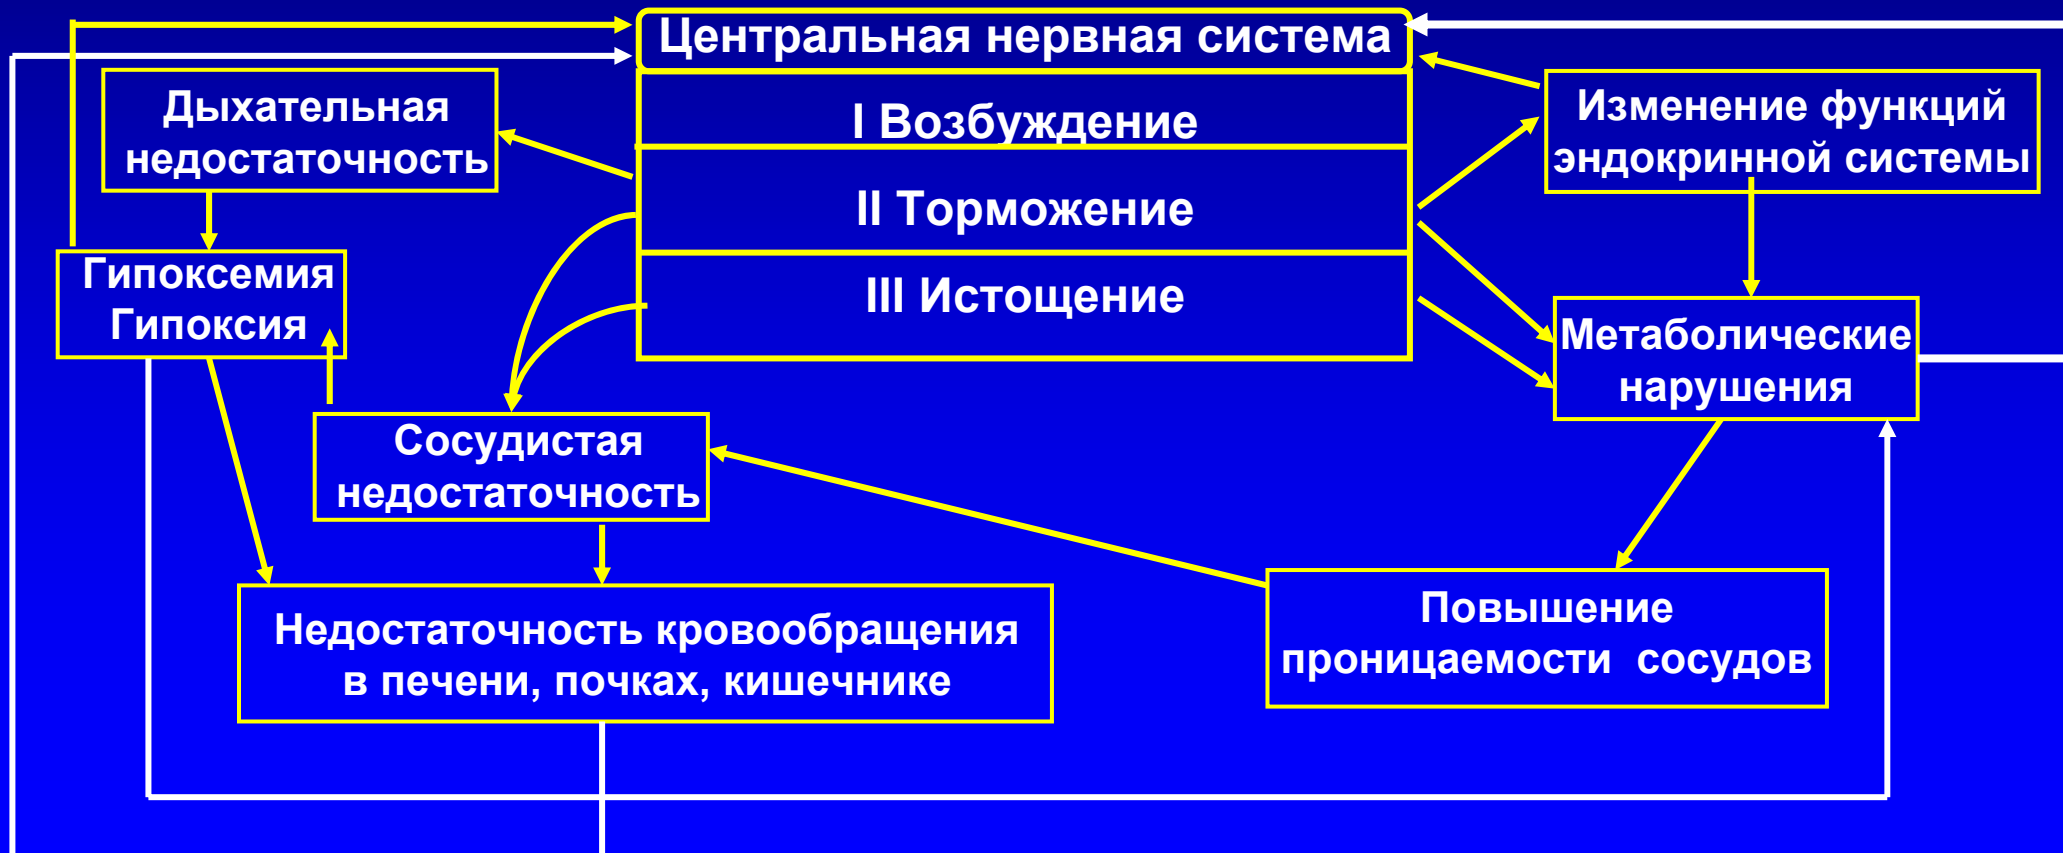 Центральная нервная система
I Возбуждение
II Торможение
III Истощение
Дыхательная
недостаточность
Гипоксемия
Гипоксия
Сосудистая
недостаточность
Недостаточность кровообращения
в печени, почках, кишечнике
Изменение функций
эндокринной системы
Метаболические
нарушения
Повышение
проницаемости сосудов